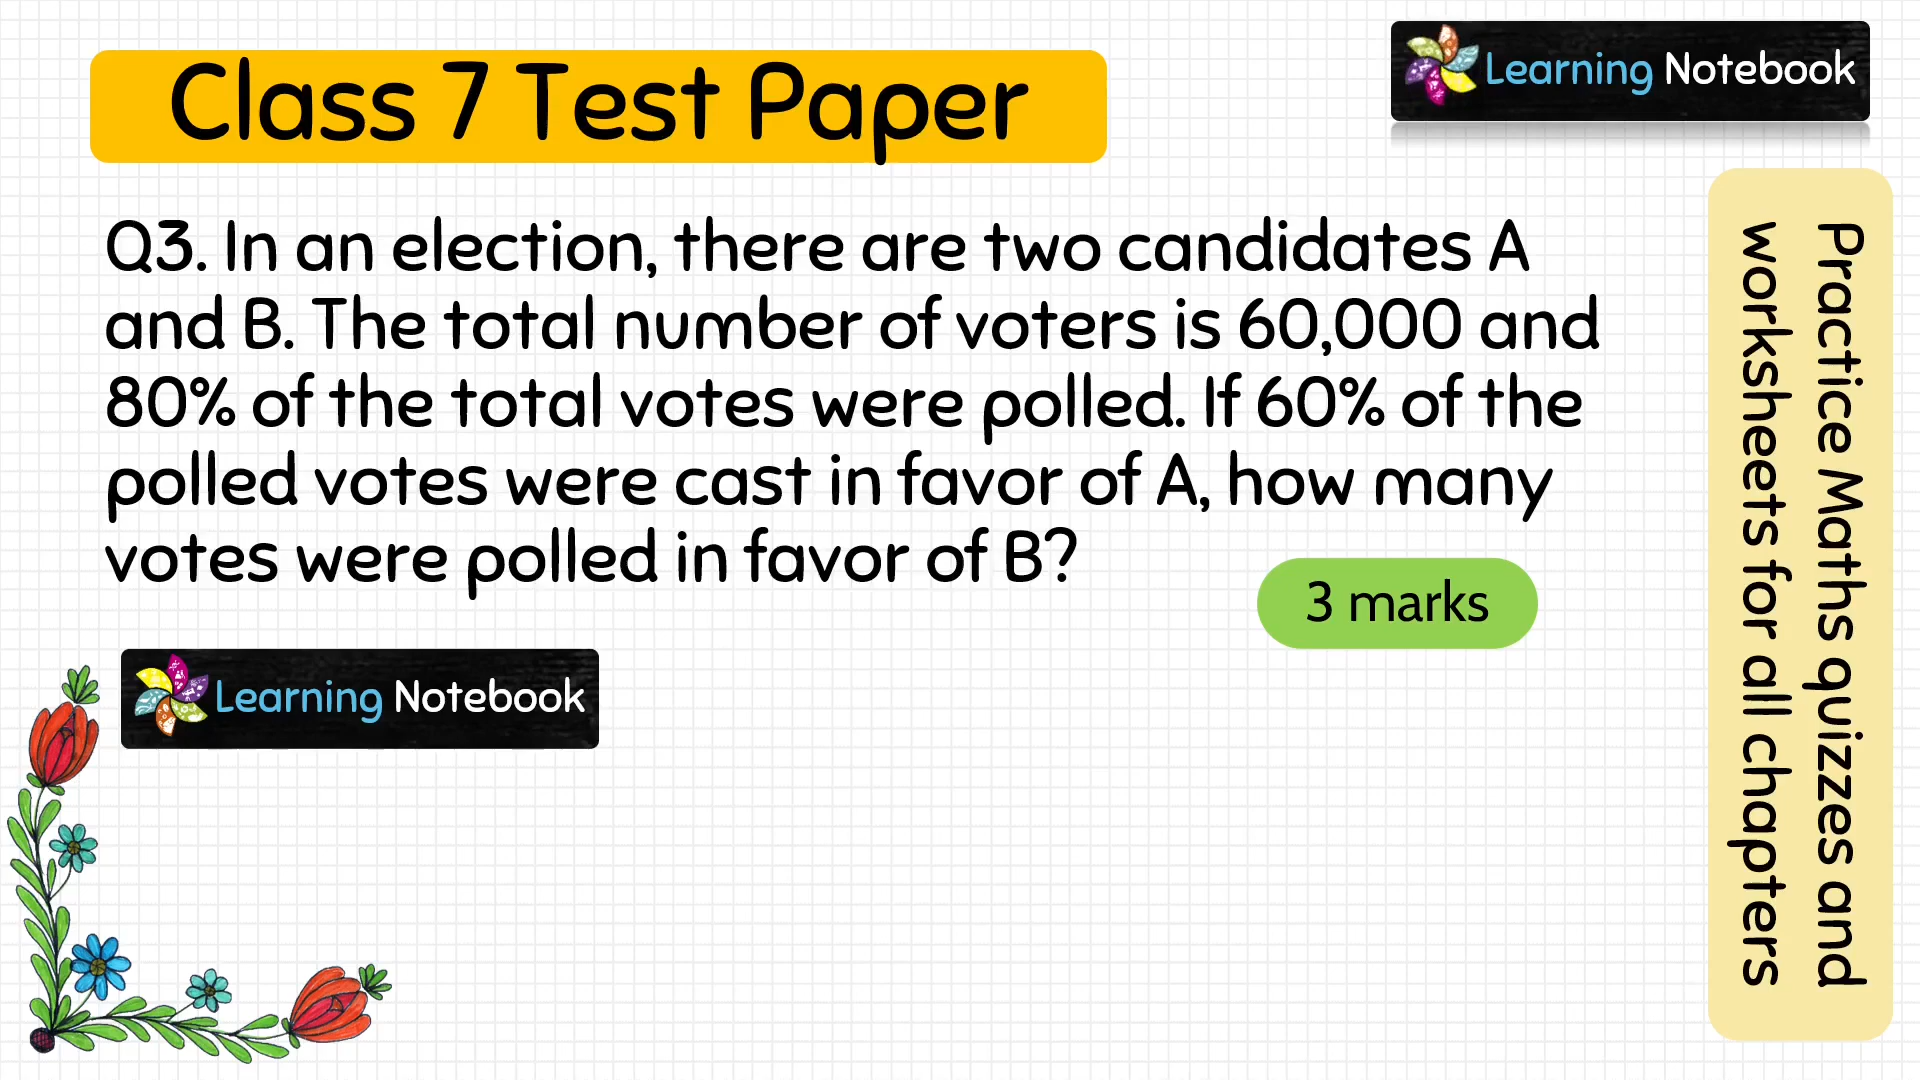 Class 7 Test Paper
Learning Notebook
Q3. In an election, there are two candidates A
and B. The total number of voters is 60,000 and
80% of the total votes were polled. If 60% of the
polled votes were cast in favor of A, how many
votes were polled in favor of B?
3 marks
Learning Notebook
Practice Maths quizzes and
worksheets for all chapters